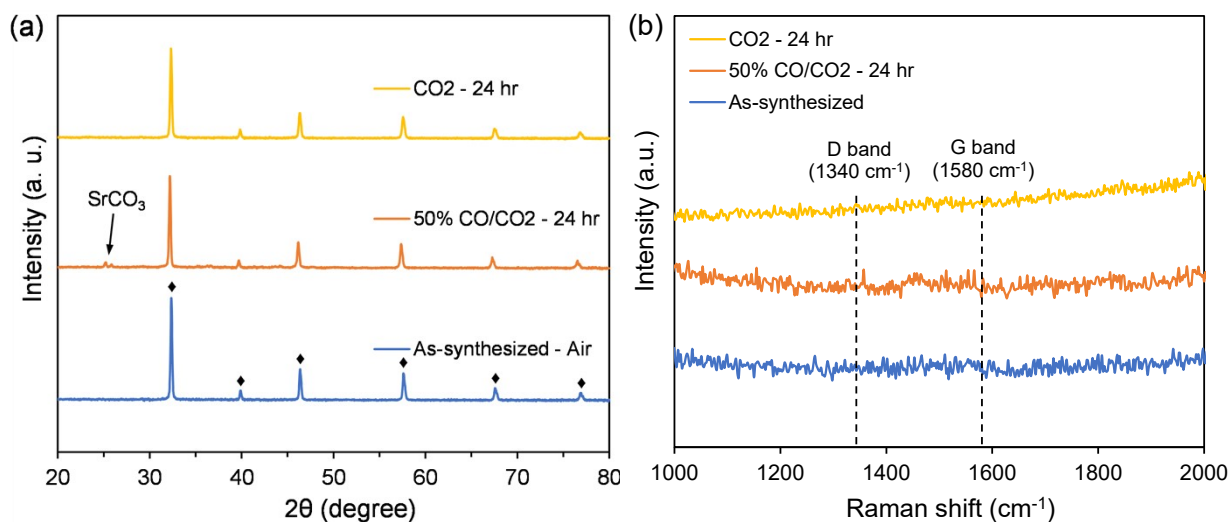 (a)
CO2 - 24 hr
SrCO₃
50% CO/CO2 - 24 hr
As-synthesized - Air
Intensity (a. u.)
20 30 40 50 60 70 80
2θ (degree)
(b)
CO2 - 24 hr
50% CO/CO2 - 24 hr
As-synthesized
D band
(1340 cm⁻¹)
G band
(1580 cm⁻¹)
Intensity (a.u.)
1000 1200 1400 1600 1800 2000
Raman shift (cm⁻¹)